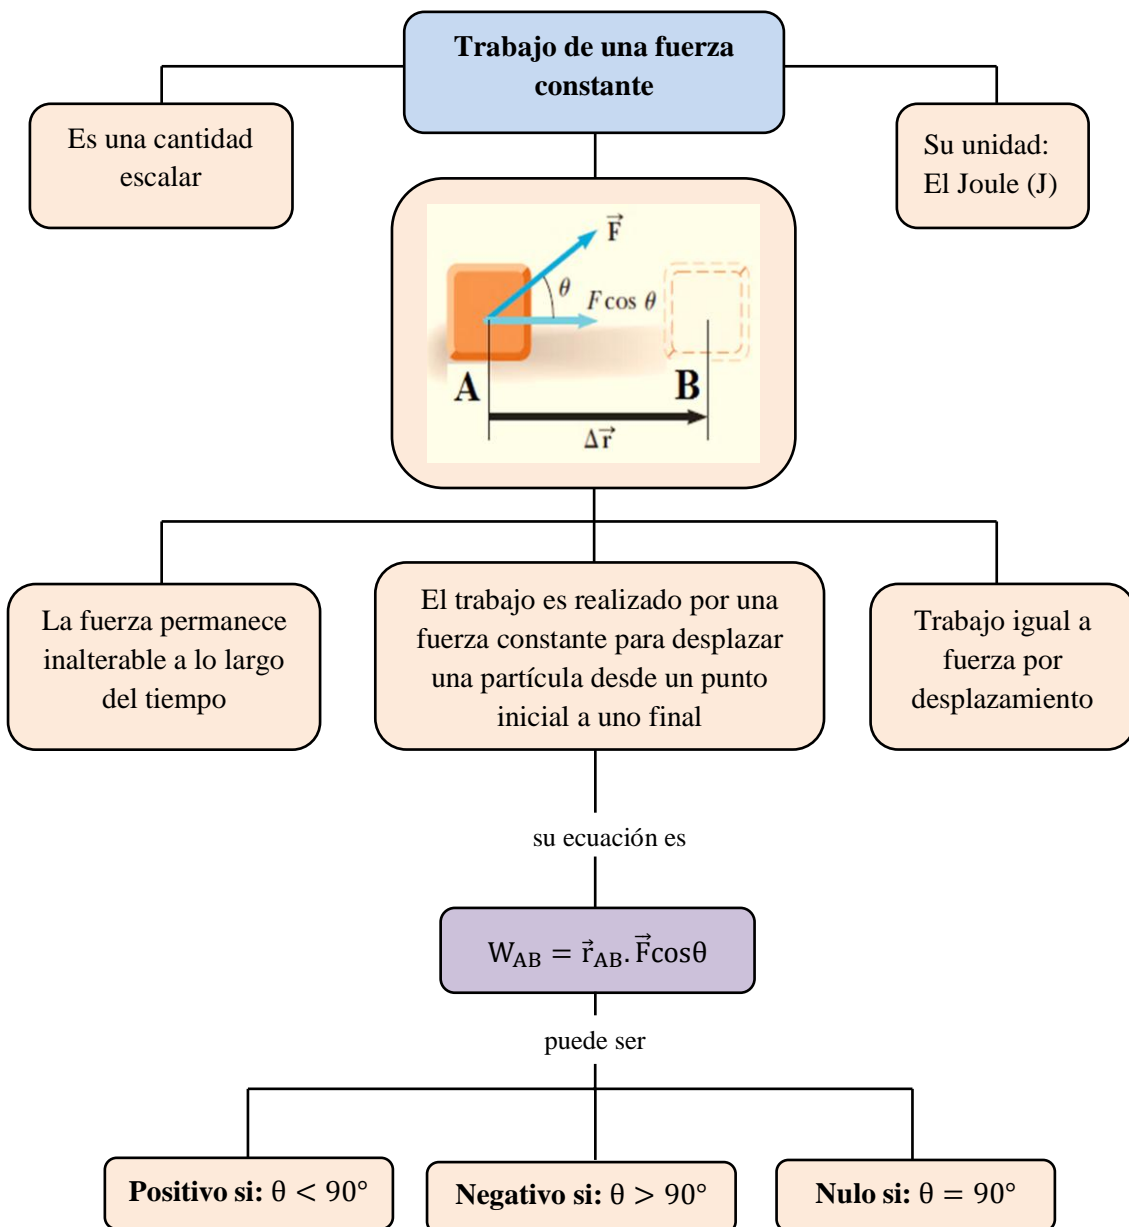 Trabajo de una fuerza
constante
Es una cantidad
escalar
Su unidad:
El Joule (J)
F⃗
θ
F cos θ
A
B
Δr⃗
La fuerza permanece
inalterable a lo largo
del tiempo
El trabajo es realizado por una
fuerza constante para desplazar
una partícula desde un punto
inicial a uno final
Trabajo igual a
fuerza por
desplazamiento
su ecuación es
W_AB = r⃗_AB. F⃗cosθ
puede ser
Positivo si: θ < 90°
Negativo si: θ > 90°
Nulo si: θ = 90°